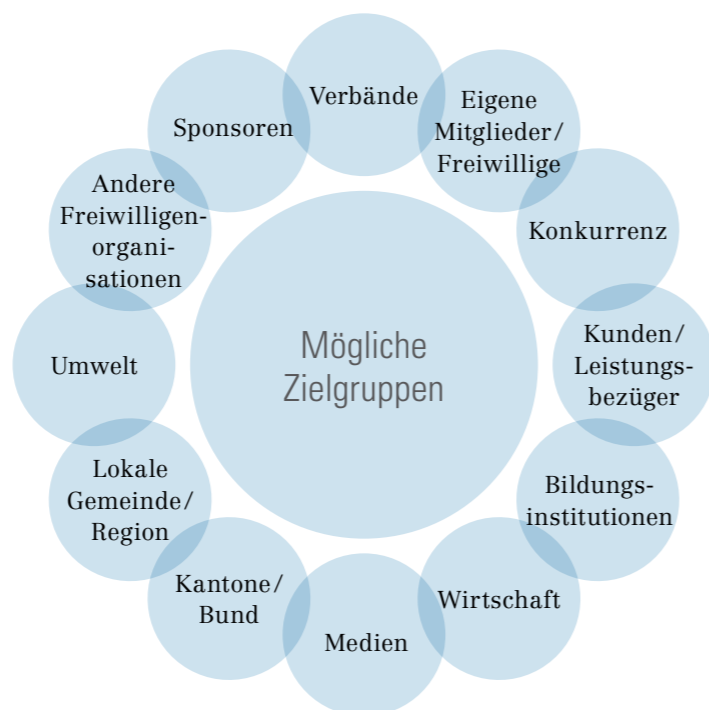 Verbände
Eigene
Mitglieder/
Freiwillige
Konkurrenz
Kunden/
Leistungs-
bezüger
Bildungs-
institutionen
Wirtschaft
Medien
Kantone/
Bund
Lokale
Gemeinde/
Region
Umwelt
Andere
Freiwilligen-
organi-
sationen
Sponsoren
Mögliche
Zielgruppen